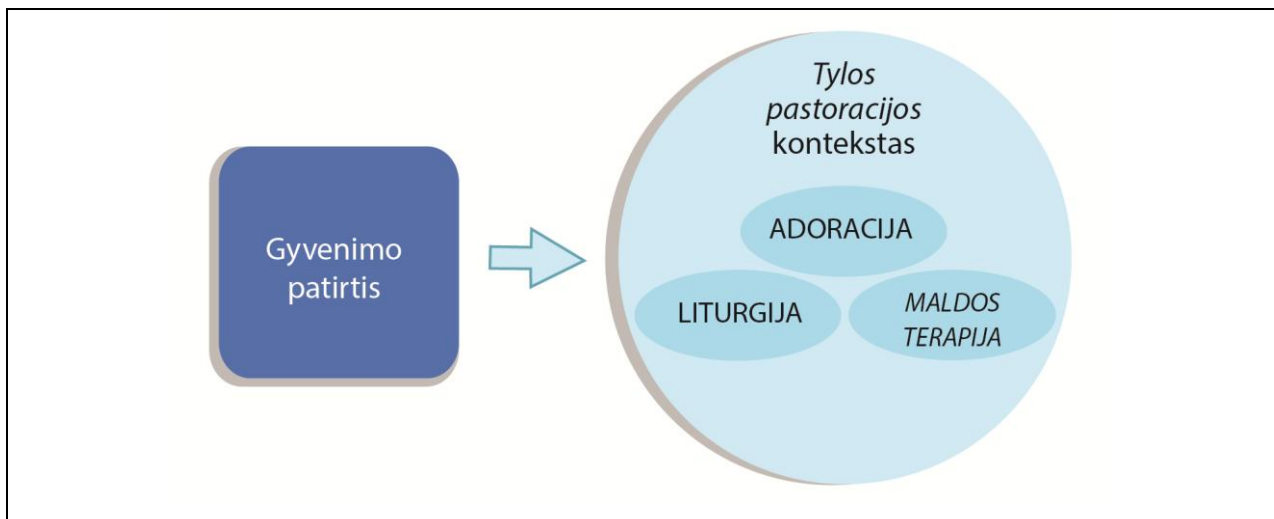 Gyvenimo
patirtis
Tylos
pastoracijos
kontekstas
ADORACIJA
LITURGIJA
MALDOS
TERAPIJA